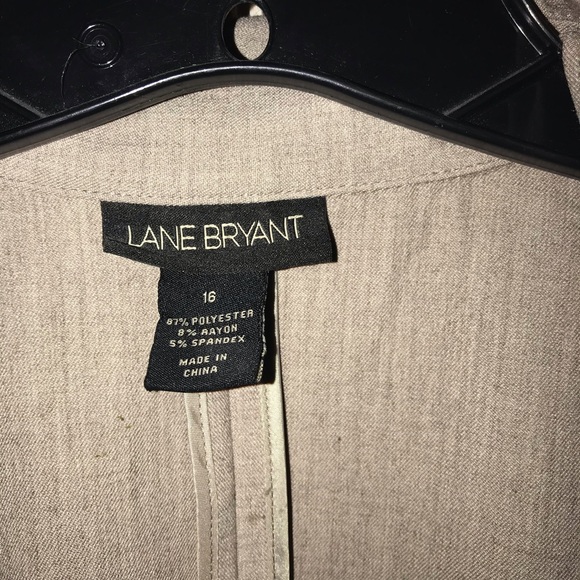 LANE BRYANT
16
87% POLYESTER
8% RAYON
5% SPANDEX
MADE IN
CHINA